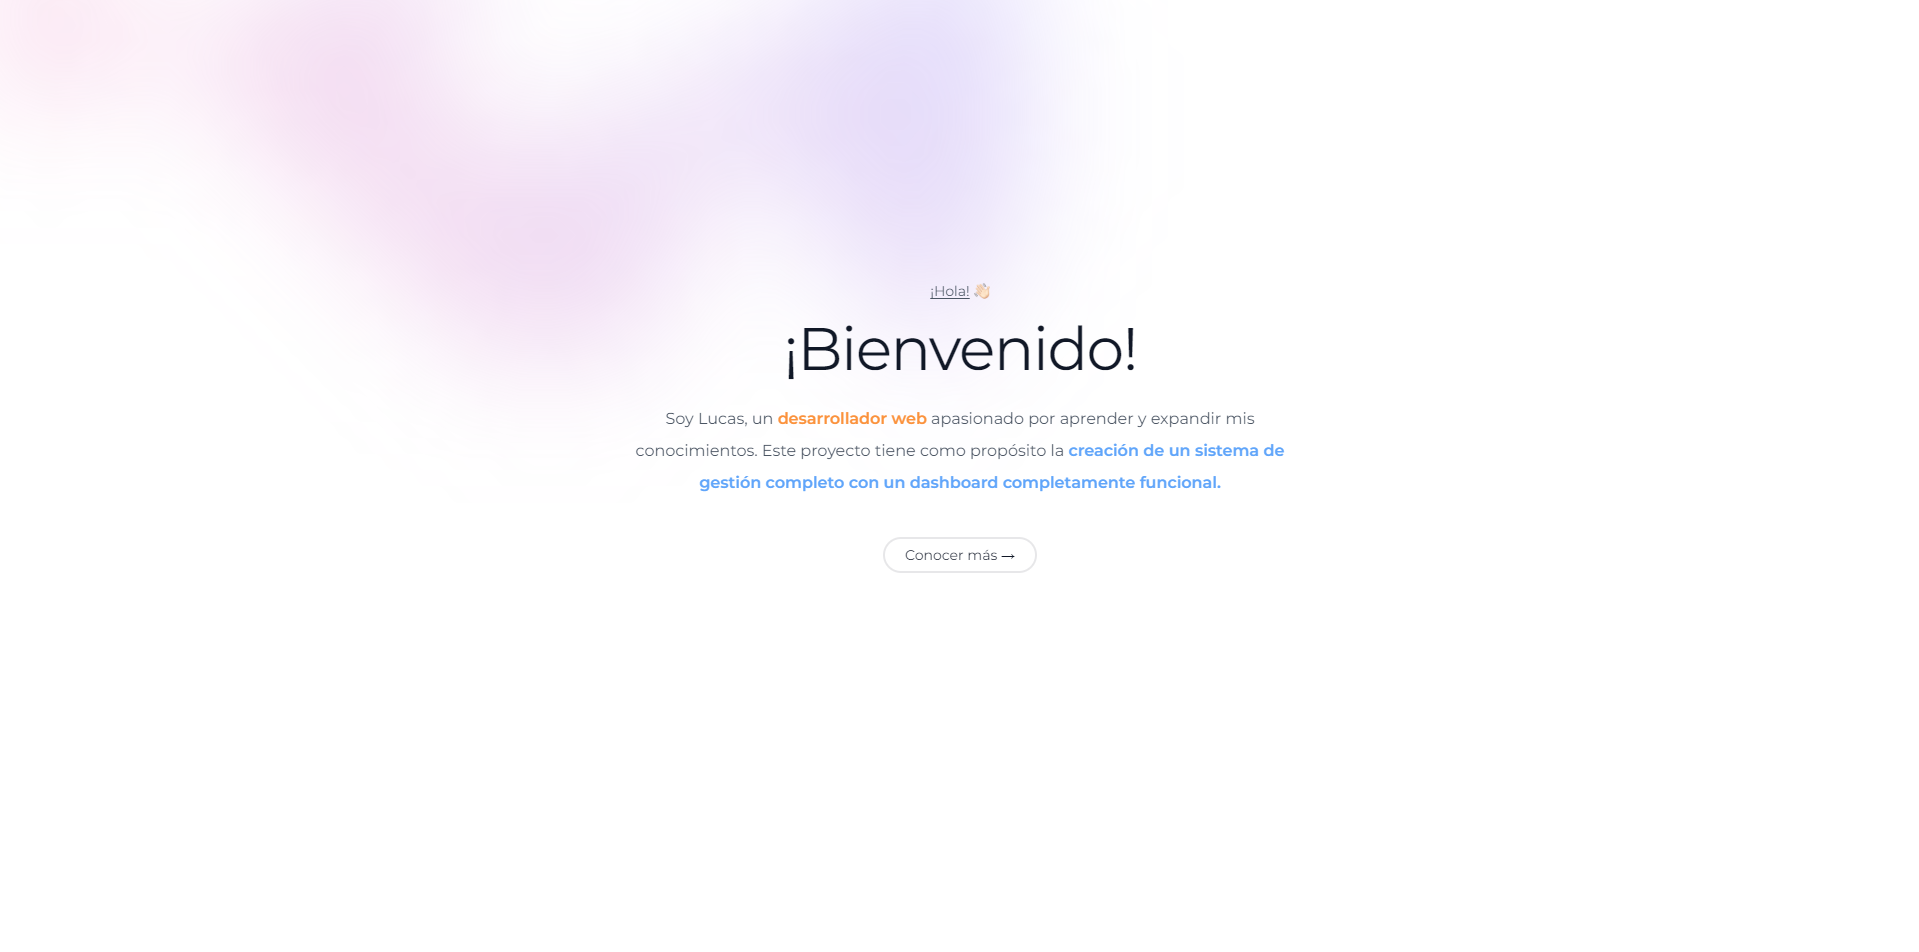 ¡Hola! 👋🏻
¡Bienvenido!
Soy Lucas, un desarrollador web apasionado por aprender y expandir mis
conocimientos. Este proyecto tiene como propósito la creación de un sistema de
gestión completo con un dashboard completamente funcional.
Conocer más →